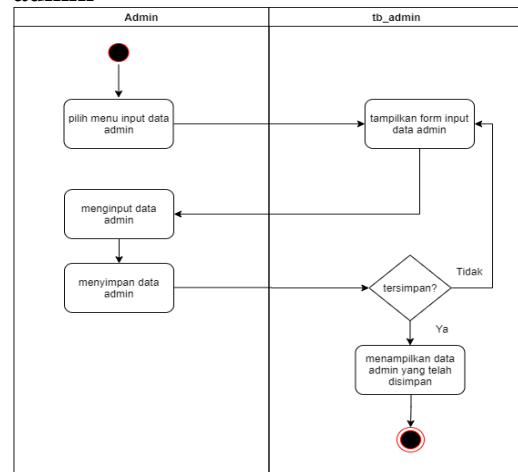 Admin
tb_admin
pilih menu input data
admin
tampilkan form input
data admin
menginput data
admin
menyimpan data
admin
tersimpan?
Tidak
Ya
menampilkan data
admin yang telah
disimpan